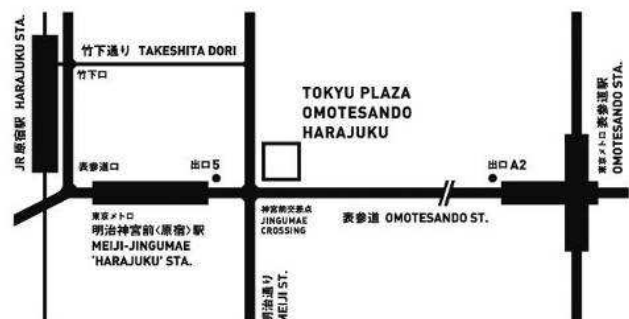 JR 原宿駅 HARAJUKU STA.
竹下通り TAKESHITA DORI
竹下口
TOKYU PLAZA
OMOTESANDO
HARAJUKU
表参道口
出口5
出口A2
東京メトロ 表参道駅
OMOTESANDO STA.
東京メトロ
明治神宮前〈原宿〉駅
MEIJI-JINGUMAE
'HARAJUKU' STA.
神宮前交差点
JINGUMAE
CROSSING
表参道 OMOTESANDO ST.
明治通り
MEIJI ST.